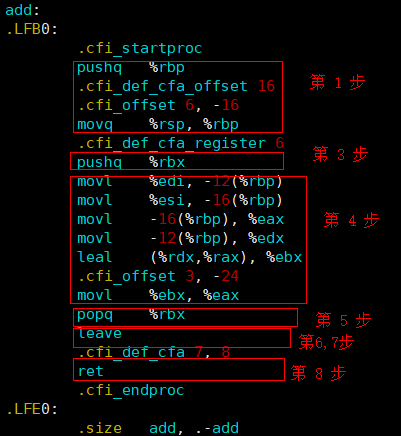 add:
.LFB0:
.cfi_startproc
pushq %rbp
.cfi_def_cfa_offset 16
.cfi_offset 6, -16
movq %rsp, %rbp
第 1 步
.cfi_def_cfa_register 6
pushq %rbx
第 3 步
movl %edi, -12(%rbp)
movl %esi, -16(%rbp)
movl -16(%rbp), %eax
movl -12(%rbp), %edx
leal (%rdx,%rax), %ebx
.cfi_offset 3, -24
movl %ebx, %eax
第 4 步
popq %rbx
第 5 步
leave
第6,7步
.cfi_def_cfa 7, 8
ret
第 8 步
.cfi_endproc
.LFE0:
.size add, .-add